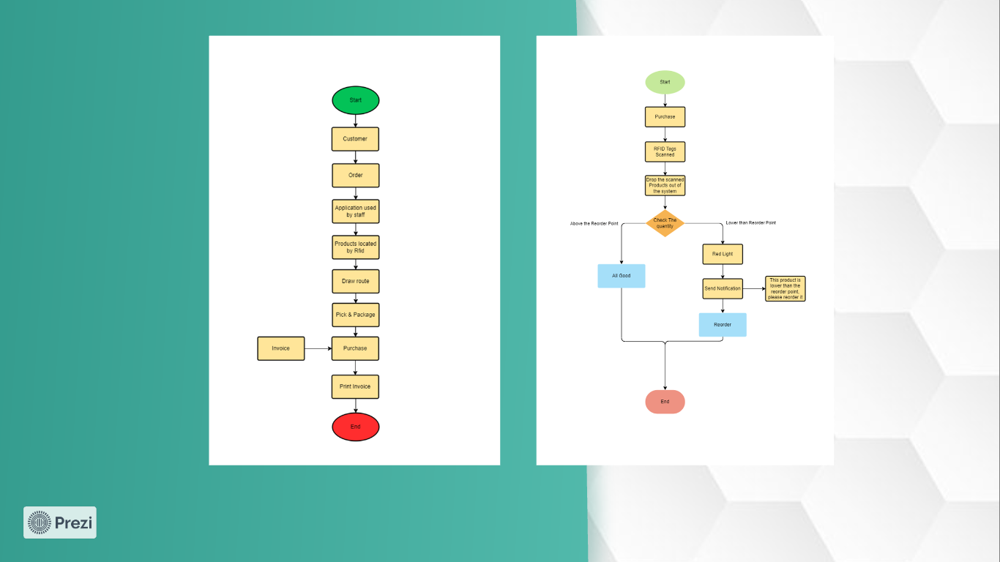 Start
Customer
Order
Application used
by staff
Products located
by Rfid
Draw route
Pick & Package
Invoice
Purchase
Print Invoice
End
Start
Purchase
RFID Tags
Scanned
Drop the scanned
Products out of
the system
Check The
quantity
Above the Reorder Point
Lower than Reorder Point
Red Light
All Good
Send Notification
This product is
lower than the
reorder point,
please reorder it
Reorder
End
Prezi